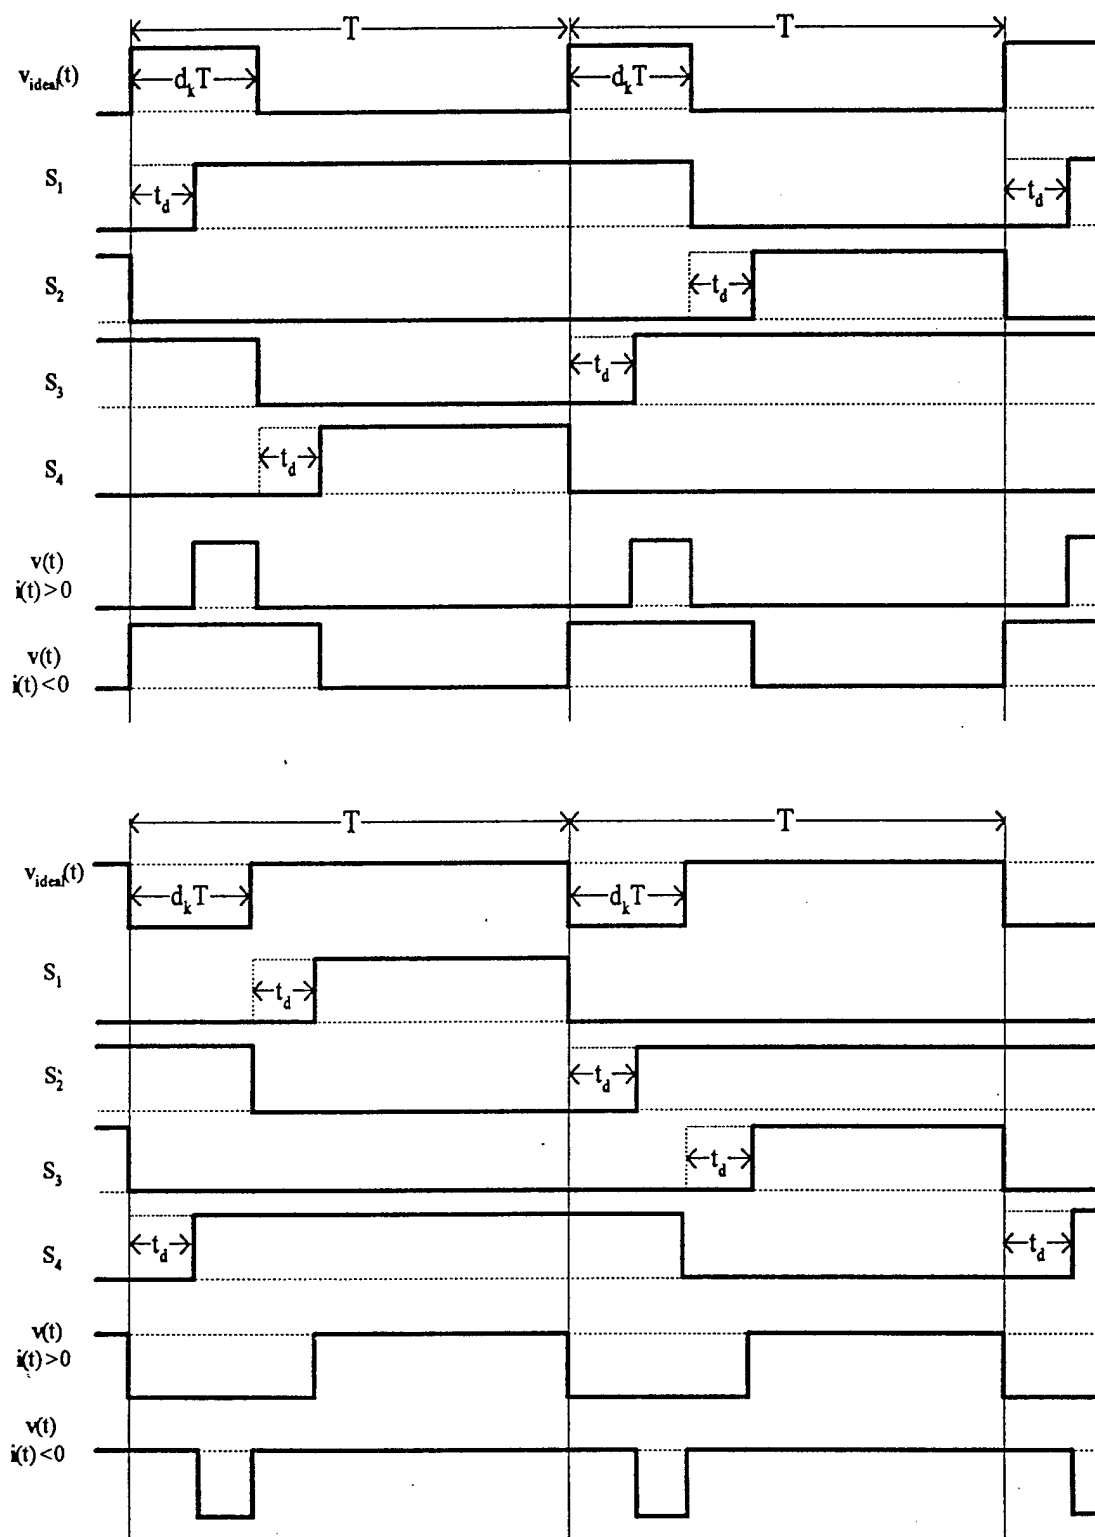 T T
v_ideal(t) d_kT d_kT
S_1 t_d t_d
S_2 t_d
S_3 t_d
S_4 t_d
v(t)
i(t)>0
v(t)
i(t)<0
T T
v_ideal(t) d_kT d_kT
S_1 t_d
S_2 t_d
S_3 t_d
S_4 t_d t_d
v(t)
i(t)>0
v(t)
i(t)<0